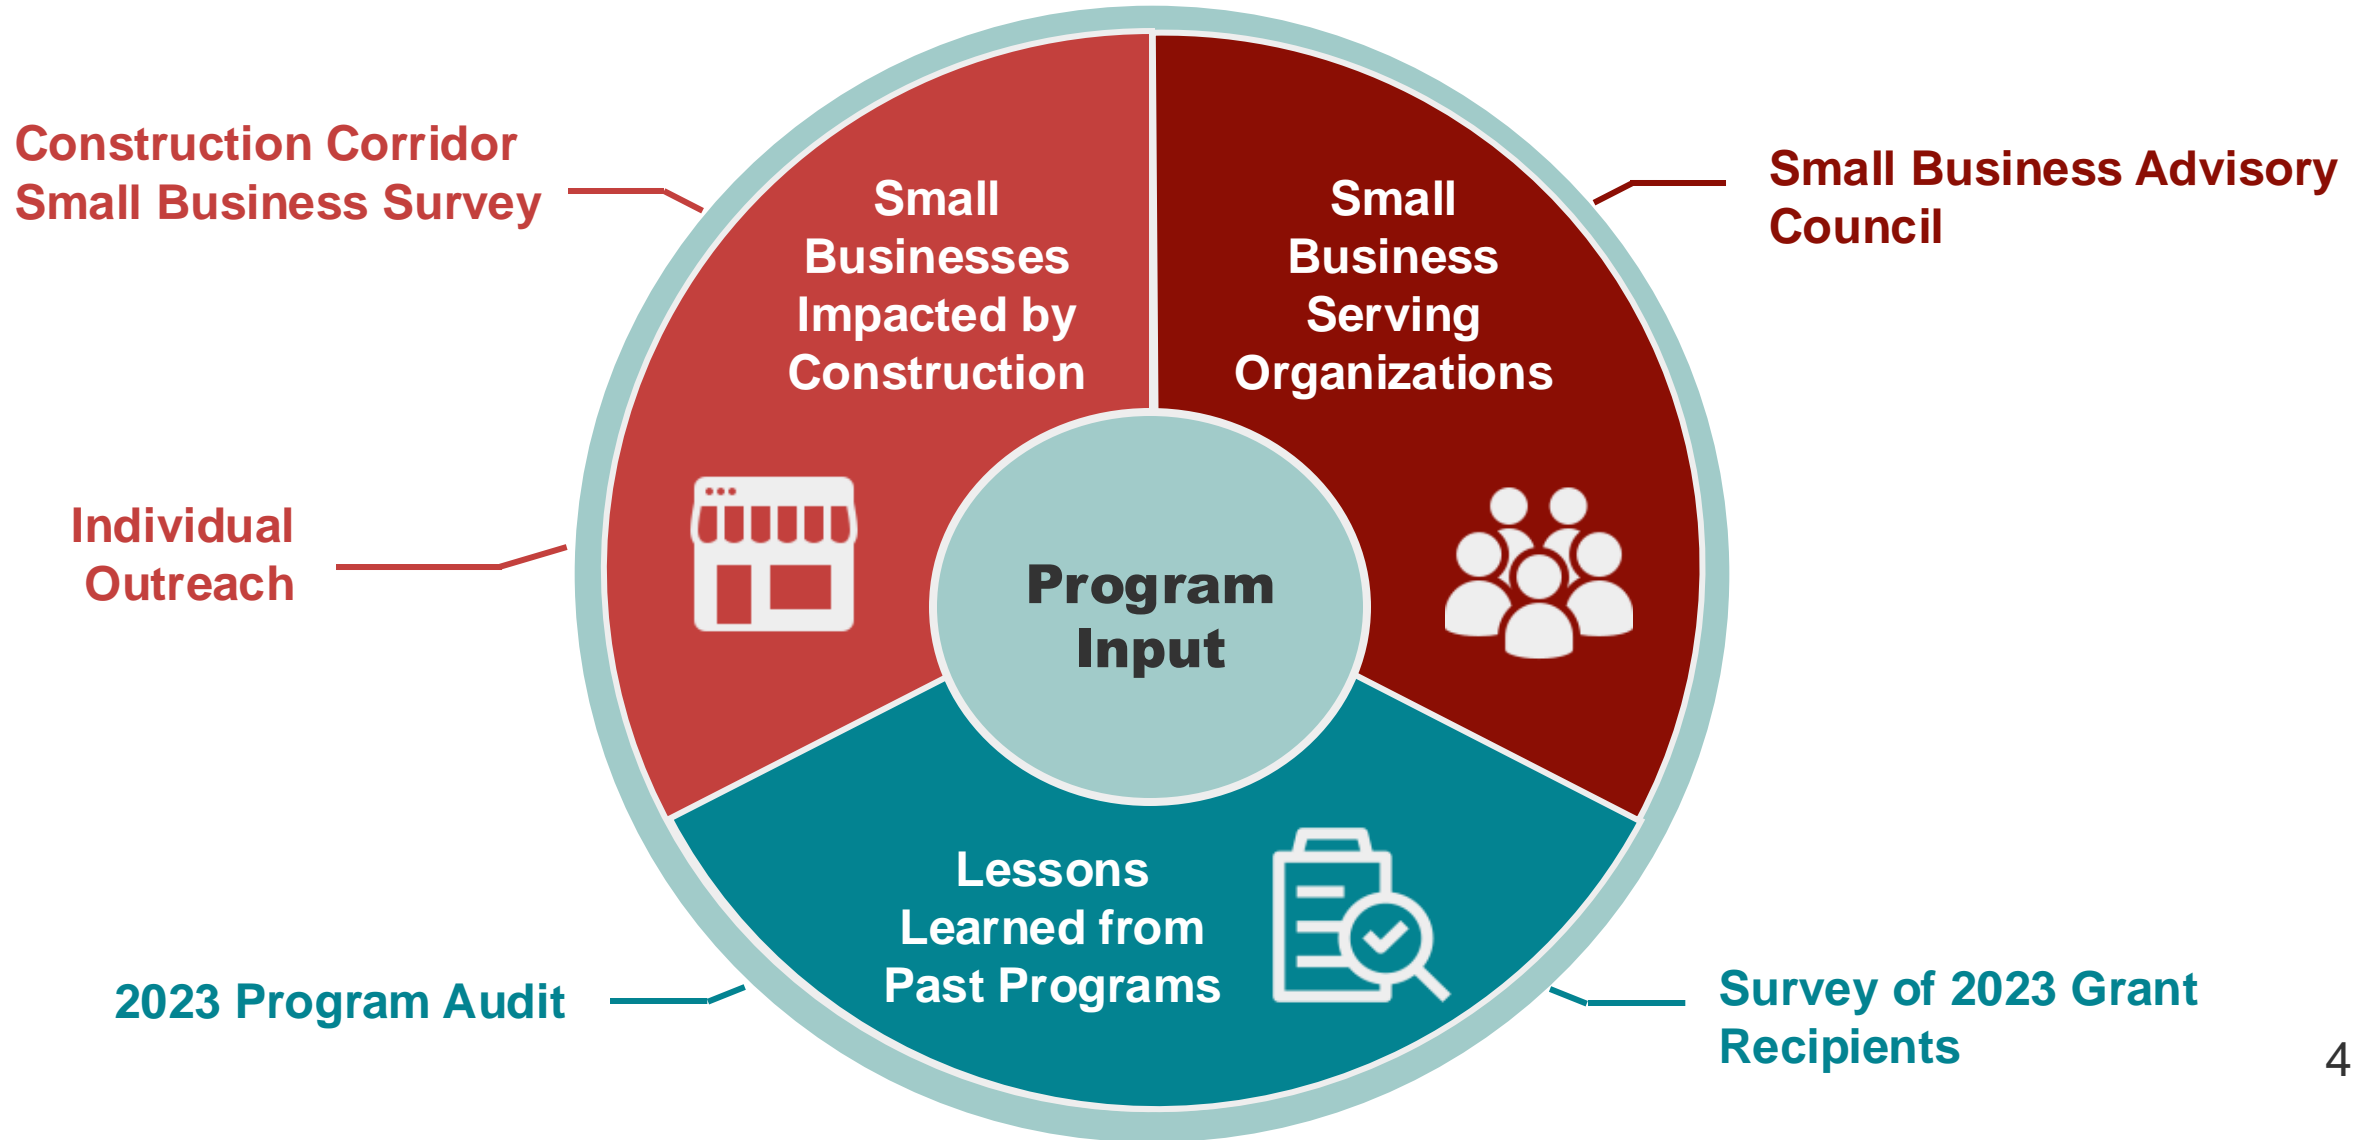 Construction Corridor
Small Business Survey
Small
Businesses
Impacted by
Construction
Small
Business
Serving
Organizations
Small Business Advisory
Council
Individual
Outreach
Program
Input
Lessons
Learned from
Past Programs
2023 Program Audit
Survey of 2023 Grant
Recipients
4